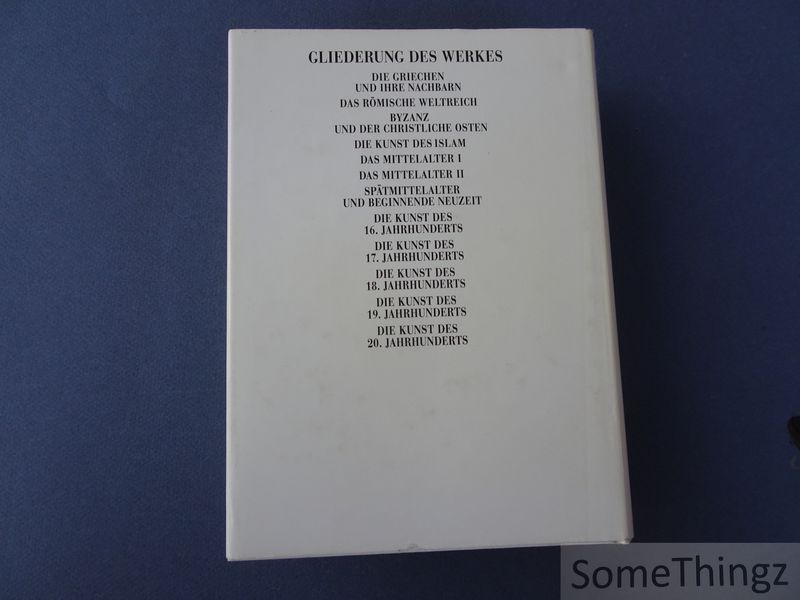 GLIEDERUNG DES WERKES
DIE GRIECHEN
UND IHRE NACHBARN
DAS RÖMISCHE WELTREICH
BYZANZ
UND DER CHRISTLICHE OSTEN
DIE KUNST DES ISLAM
DAS MITTELALTER I
DAS MITTELALTER II
SPÄTMITTELALTER
UND BEGINNENDE NEUZEIT
DIE KUNST DES
16. JAHRHUNDERTS
DIE KUNST DES
17. JAHRHUNDERTS
DIE KUNST DES
18. JAHRHUNDERTS
DIE KUNST DES
19. JAHRHUNDERTS
DIE KUNST DES
20. JAHRHUNDERTS
SomeThingz